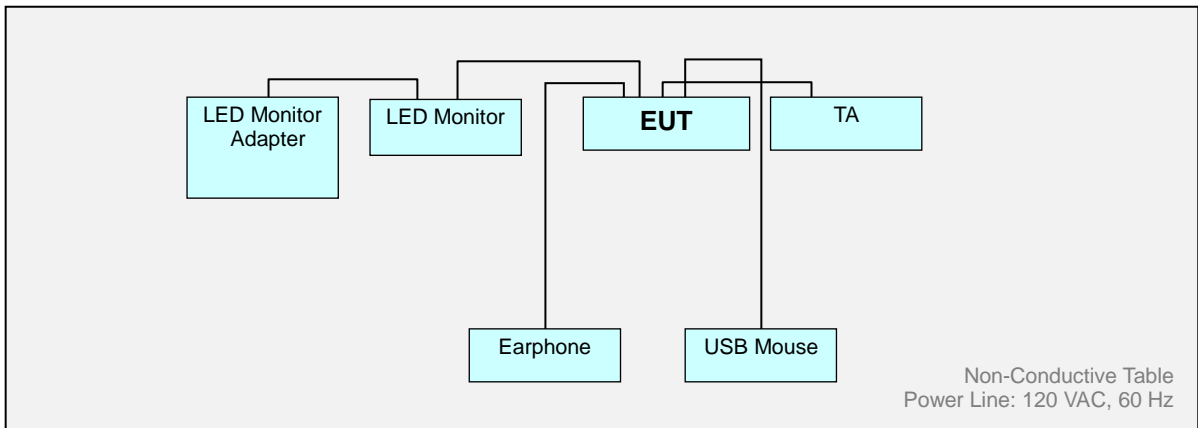 LED Monitor
Adapter
LED Monitor
EUT
TA
Earphone
USB Mouse
Non-Conductive Table
Power Line: 120 VAC, 60 Hz